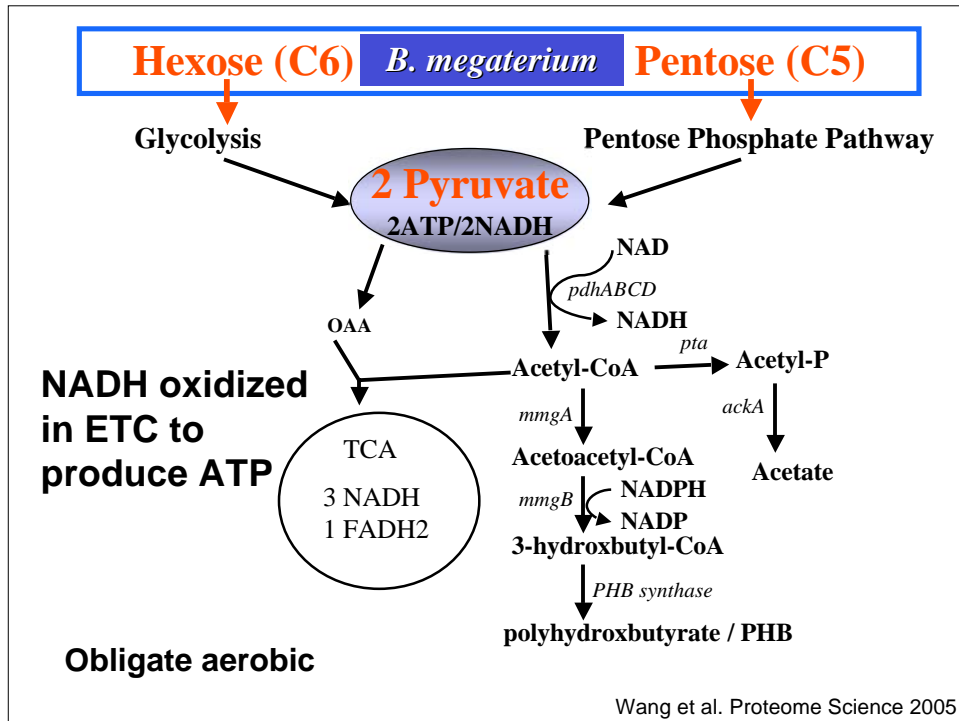 Hexose (C6) B. megaterium Pentose (C5)
Glycolysis
Pentose Phosphate Pathway
2 Pyruvate
2ATP/2NADH
NAD
pdhABCD
NADH
OAA
Acetyl-CoA
pta
Acetyl-P
NADH oxidized
in ETC to
produce ATP
mmgA
ackA
TCA
3 NADH
1 FADH2
Acetoacetyl-CoA
Acetate
mmgB
NADPH
NADP
3-hydroxbutyl-CoA
PHB synthase
polyhydroxbutyrate / PHB
Obligate aerobic
Wang et al. Proteome Science 2005